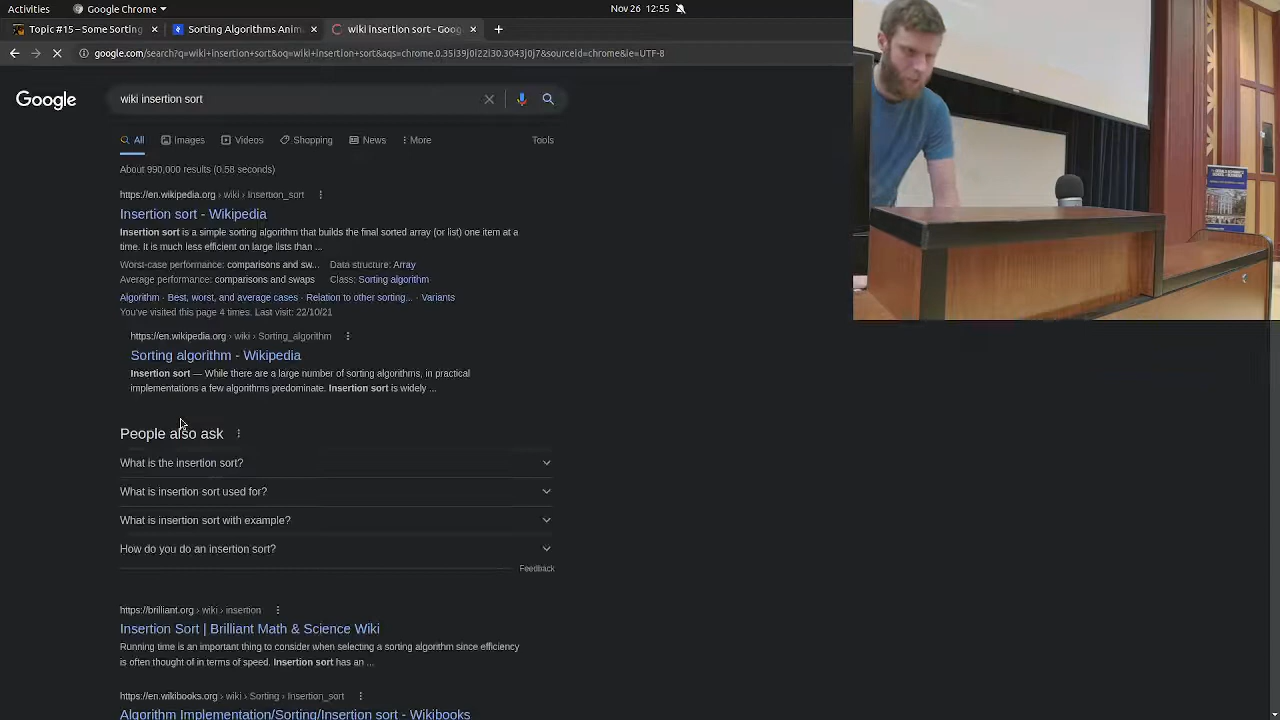 Activities
Google Chrome
Nov 26 12:55
Topic #15 – Some Sorting
Sorting Algorithms Anim
wiki insertion sort - Goog
google.com/search?q=wiki+insertion+sort&oq=wiki+insertion+sort&aqs=chrome.0.35i39j0i22i30.3043j0j7&sourceid=chrome&ie=UTF-8
Google
wiki insertion sort
All
Images
Videos
Shopping
News
More
Tools
About 990,000 results (0.58 seconds)
https://en.wikipedia.org › wiki › Insertion_sort
Insertion sort - Wikipedia
Insertion sort is a simple sorting algorithm that builds the final sorted array (or list) one item at a
time. It is much less efficient on large lists than ...
Worst-case performance: comparisons and sw... Data structure: Array
Average performance: comparisons and swaps Class: Sorting algorithm
Algorithm · Best, worst, and average cases · Relation to other sorting... · Variants
You've visited this page 4 times. Last visit: 22/10/21
https://en.wikipedia.org › wiki › Sorting_algorithm
Sorting algorithm - Wikipedia
Insertion sort — While there are a large number of sorting algorithms, in practical
implementations a few algorithms predominate. Insertion sort is widely ...
People also ask
What is the insertion sort?
What is insertion sort used for?
What is insertion sort with example?
How do you do an insertion sort?
Feedback
https://brilliant.org › wiki › insertion
Insertion Sort | Brilliant Math & Science Wiki
Running time is an important thing to consider when selecting a sorting algorithm since efficiency
is often thought of in terms of speed. Insertion sort has an ...
https://en.wikibooks.org › wiki › Sorting › Insertion_sort
Algorithm Implementation/Sorting/Insertion sort - Wikibooks